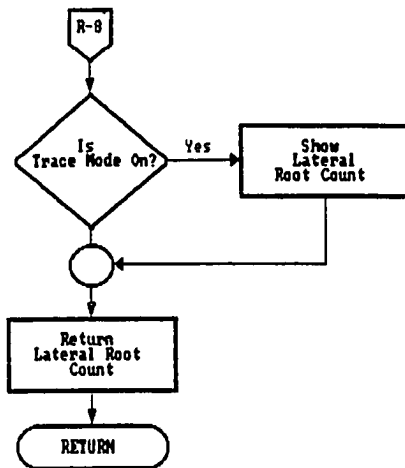 R-8
Is
Trace Mode On?
Yes
Show
Lateral
Root Count
Return
Lateral Root
Count
RETURN